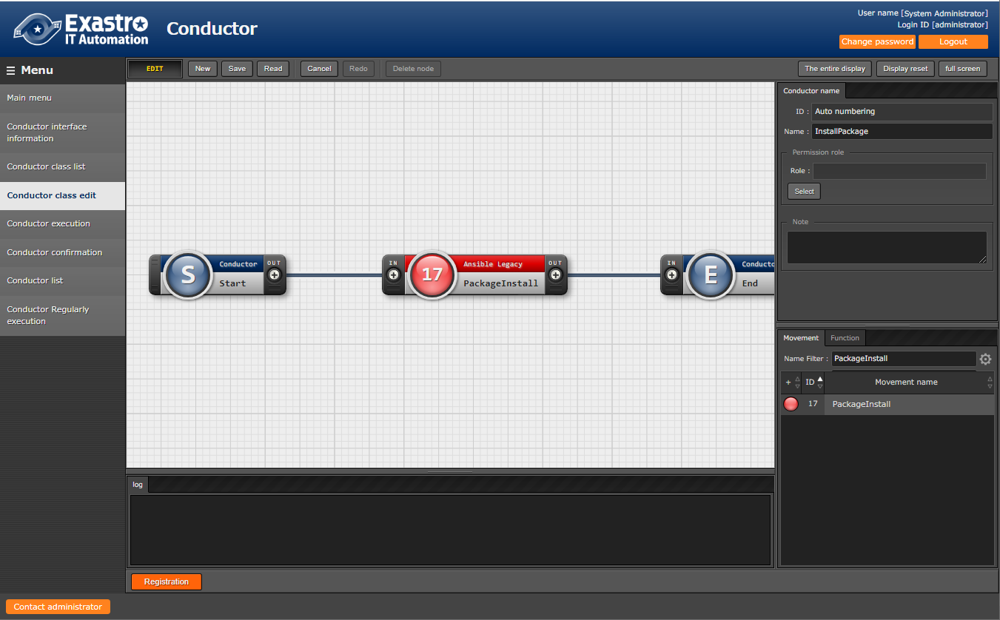 Exastro
IT Automation
Conductor
User name [System Administrator]
Login ID [administrator]
Change password
Logout
Menu
Main menu
Conductor interface
information
Conductor class list
Conductor class edit
Conductor execution
Conductor confirmation
Conductor list
Conductor Regularly
execution
EDIT
New
Save
Read
Cancel
Redo
Delete node
The entire display
Display reset
full screen
S
Conductor
Start
OUT
IN
17
Ansible Legacy
PackageInstall
OUT
IN
E
Conducto
End
Conductor name
ID : Auto numbering
Name : InstallPackage
Permission role
Role :
Select
Note
Movement
Function
Name Filter : PackageInstall
+ ID Movement name
17 PackageInstall
log
Registration
Contact administrator